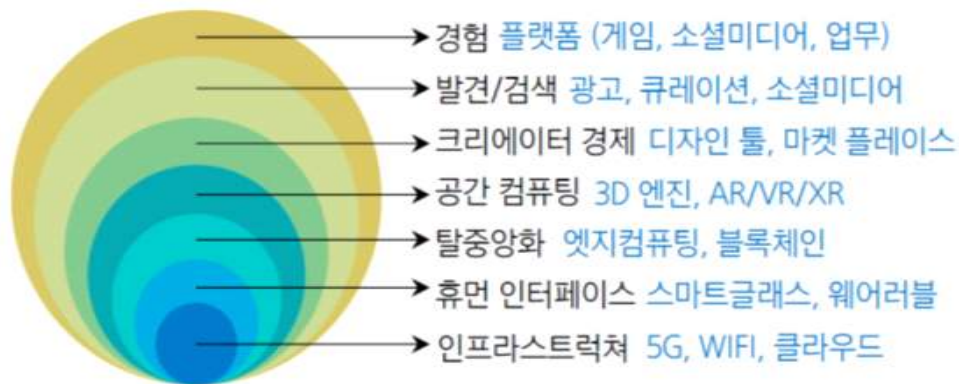 경험 플랫폼 (게임, 소셜미디어, 업무)
발견/검색 광고, 큐레이션, 소셜미디어
크리에이터 경제 디자인 툴, 마켓 플레이스
공간 컴퓨팅 3D 엔진, AR/VR/XR
탈중앙화 엣지컴퓨팅, 블록체인
휴먼 인터페이스 스마트글래스, 웨어러블
인프라스트럭쳐 5G, WIFI, 클라우드